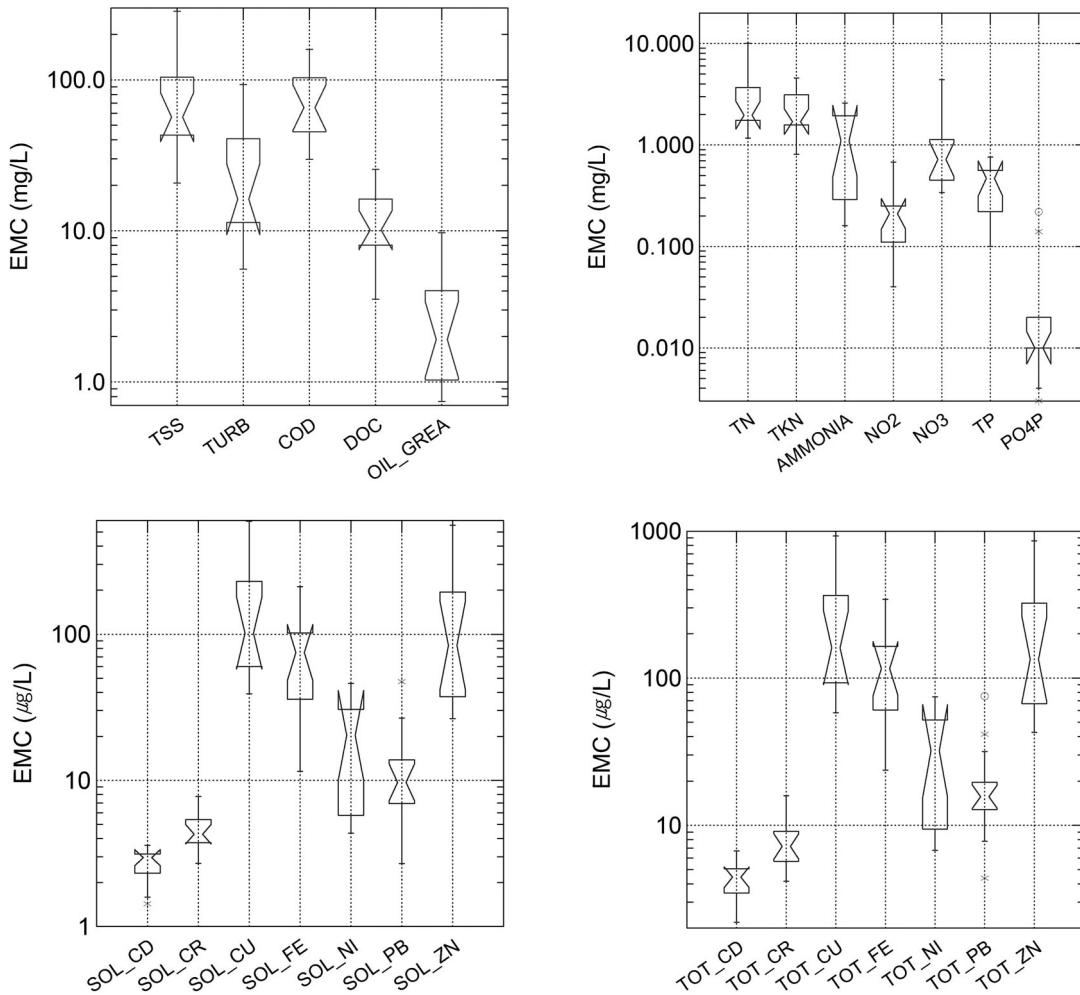 EMC (mg/L)
100.0
10.0
1.0
TSS
TURB
COD
DOC
OIL_GREA
EMC (mg/L)
10.000
1.000
0.100
0.010
TN
TKN
AMMONIA
NO2
NO3
TP
PO4P
EMC (μg/L)
100
10
1
SOL_CD
SOL_CR
SOL_CU
SOL_FE
SOL_NI
SOL_PB
SOL_ZN
EMC (μg/L)
1000
100
10
TOT_CD
TOT_CR
TOT_CU
TOT_FE
TOT_NI
TOT_PB
TOT_ZN